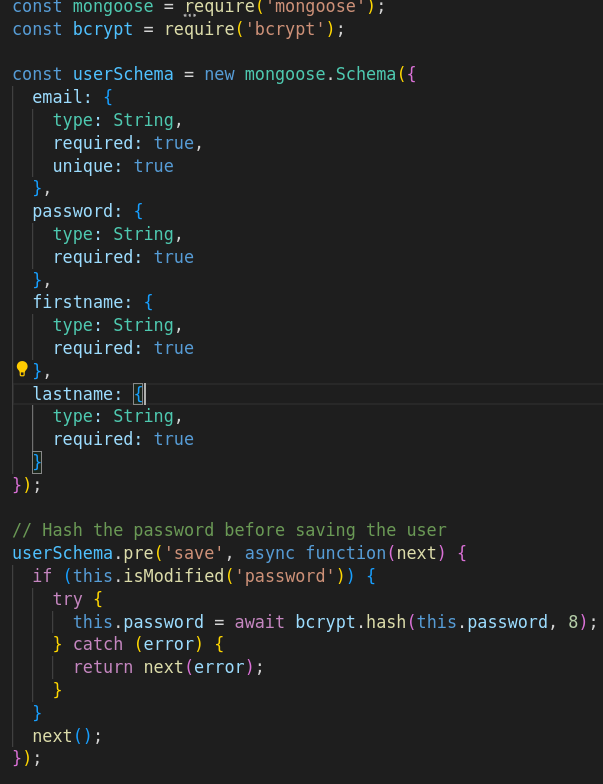 const mongoose = require('mongoose');
const bcrypt = require('bcrypt');

const userSchema = new mongoose.Schema({
  email: {
    type: String,
    required: true,
    unique: true
  },
  password: {
    type: String,
    required: true
  },
  firstname: {
    type: String,
    required: true
  },
  lastname: {
    type: String,
    required: true
  }
});

// Hash the password before saving the user
userSchema.pre('save', async function(next) {
  if (this.isModified('password')) {
    try {
      this.password = await bcrypt.hash(this.password, 8);
    } catch (error) {
      return next(error);
    }
  }
  next();
});